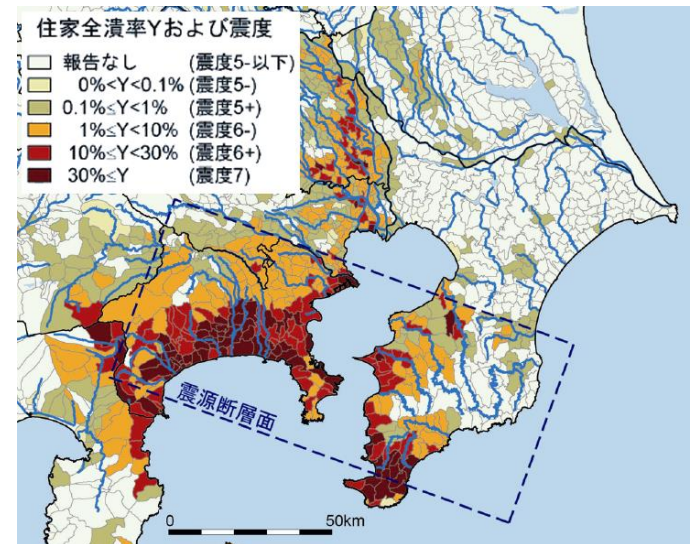 住家全潰率Yおよび震度
報告なし (震度5-以下)
0%<Y<0.1% (震度5-)
0.1%≤Y<1% (震度5+)
1%≤Y<10% (震度6-)
10%≤Y<30% (震度6+)
30%≤Y (震度7)
震源断層面
0 50km